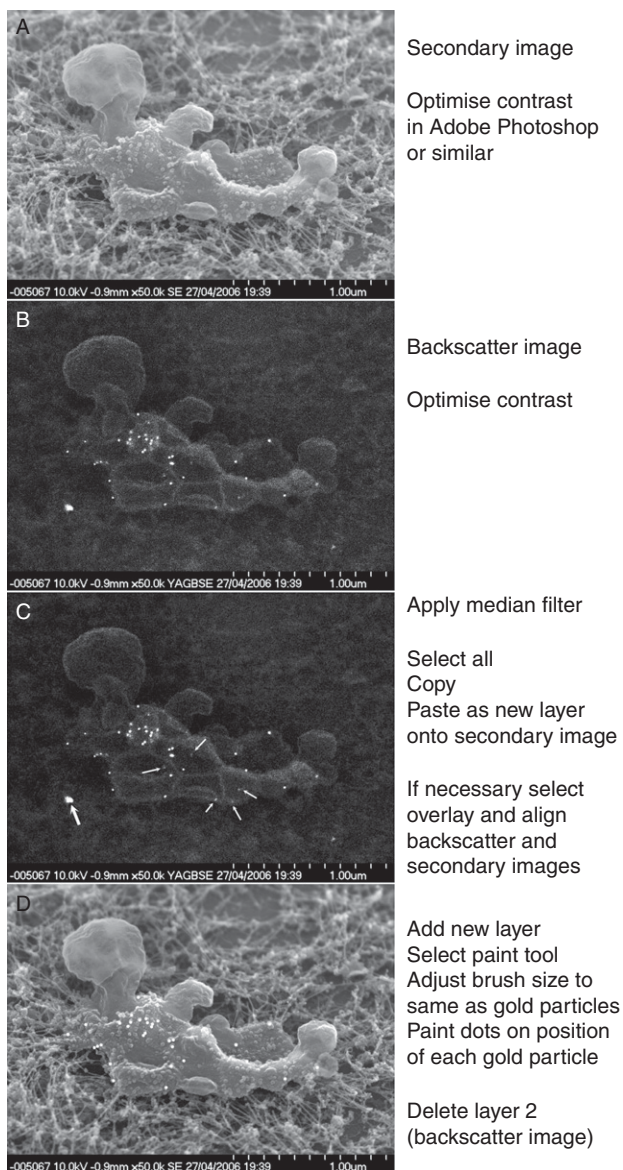 A
Secondary image
Optimise contrast
in Adobe Photoshop
or similar
-005067 10.0kV -0.9mm x50.0k SE 27/04/2006 19:39 1.00um
B
Backscatter image
Optimise contrast
-005067 10.0kV -0.9mm x50.0k YAGBSE 27/04/2006 19:39 1.00um
C
Apply median filter
Select all
Copy
Paste as new layer
onto secondary image
If necessary select
overlay and align
backscatter and
secondary images
-005067 10.0kV -0.9mm x50.0k YAGBSE 27/04/2006 19:39 1.00um
D
Add new layer
Select paint tool
Adjust brush size to
same as gold particles
Paint dots on position
of each gold particle
Delete layer 2
(backscatter image)
-005067 10.0kV -0.9mm x50.0k SE 27/04/2006 19:39 1.00um